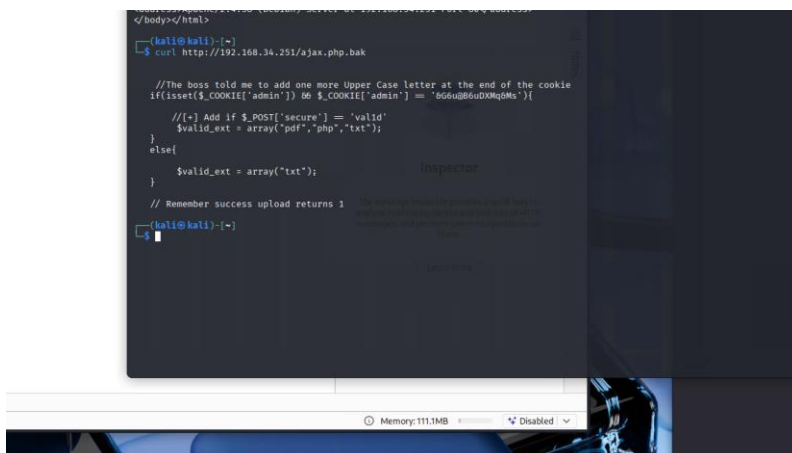 </body></html>
(kali㉿kali)-[~]
$ curl http://192.168.34.251/ajax.php.bak
//The boss told me to add one more Upper Case letter at the end of the cookie
if(isset($_COOKIE['admin']) && $_COOKIE['admin'] == '&G6u@B6uDXMq&Ms'){
//[+] Add if $_POST['secure'] == 'val1d'
$valid_ext = array("pdf","php","txt");
}
else{
$valid_ext = array("txt");
}
// Remember success upload returns 1
(kali㉿kali)-[~]
$
Inspector
Memory: 111.1MB
Disabled